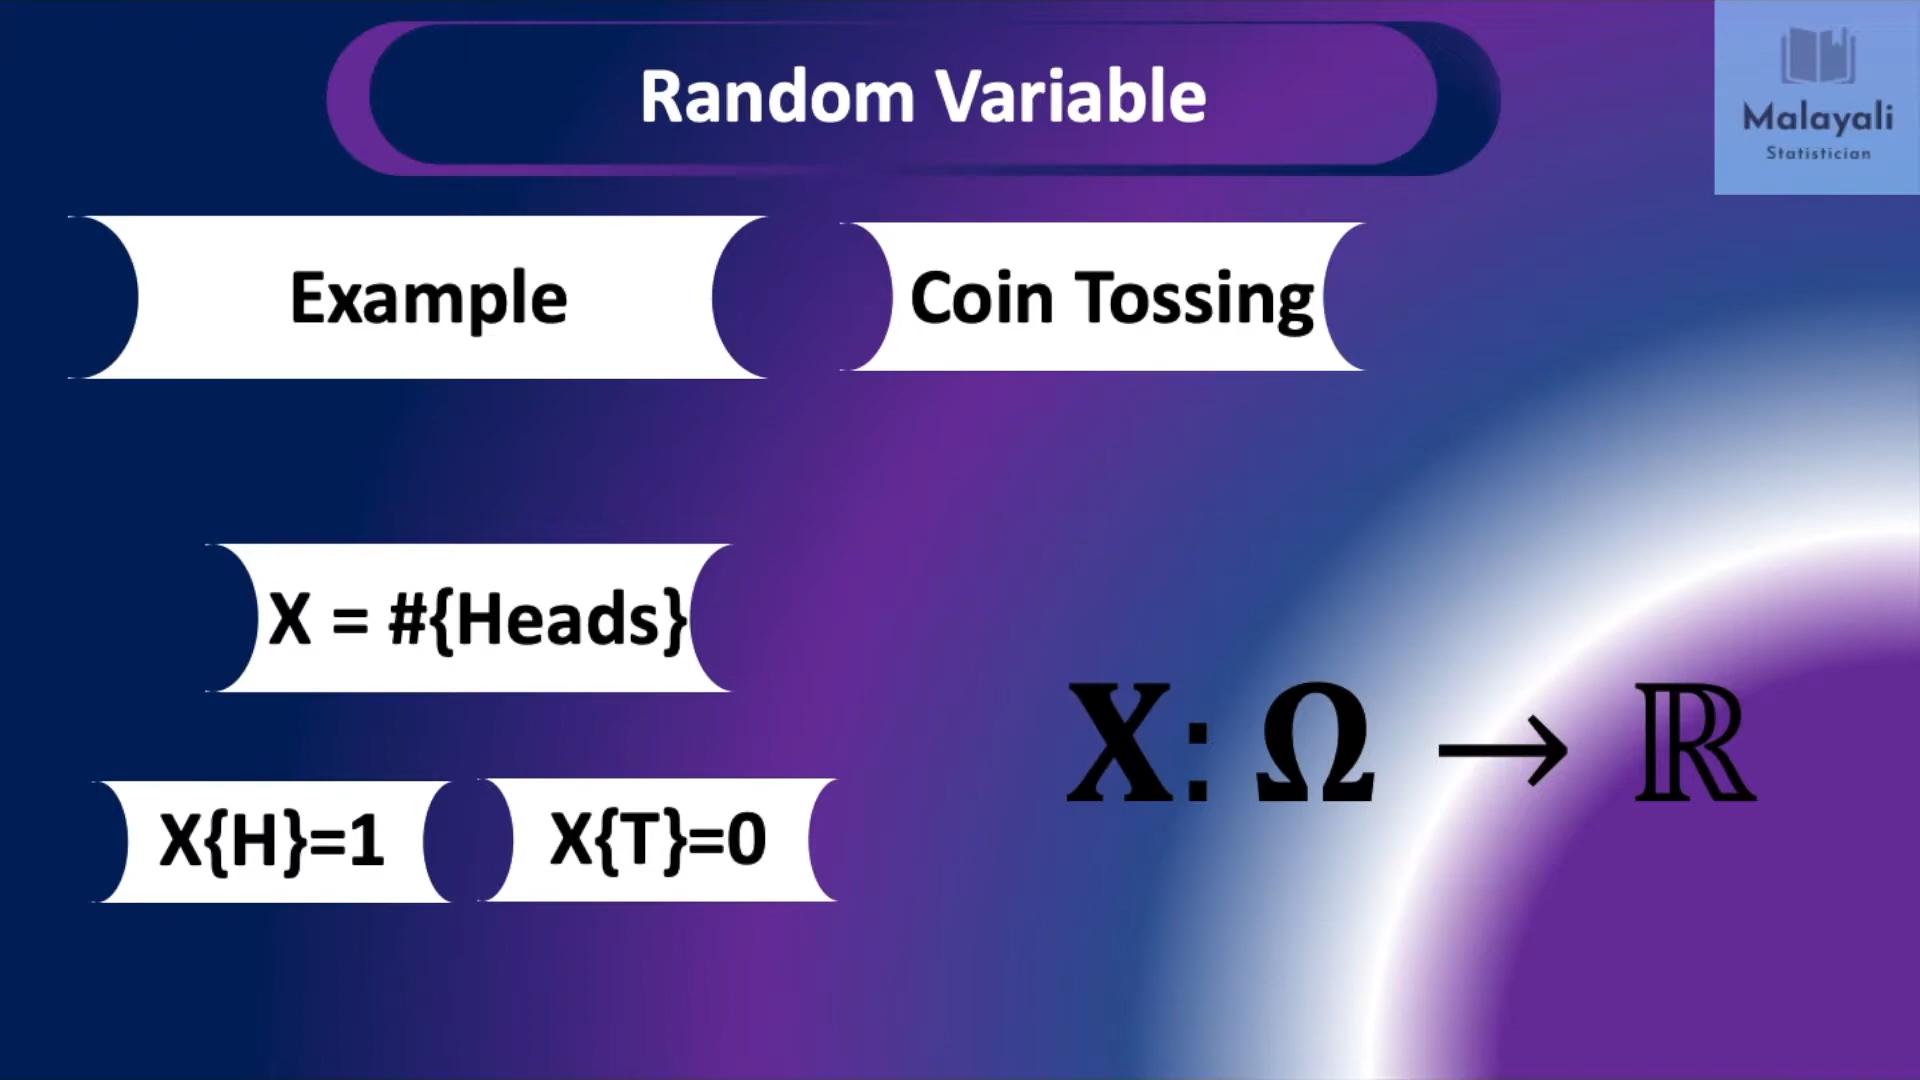 Random Variable
Malayali
Statistician
Example
Coin Tossing
X = #{Heads}
X: Ω → ℝ
X{H}=1
X{T}=0